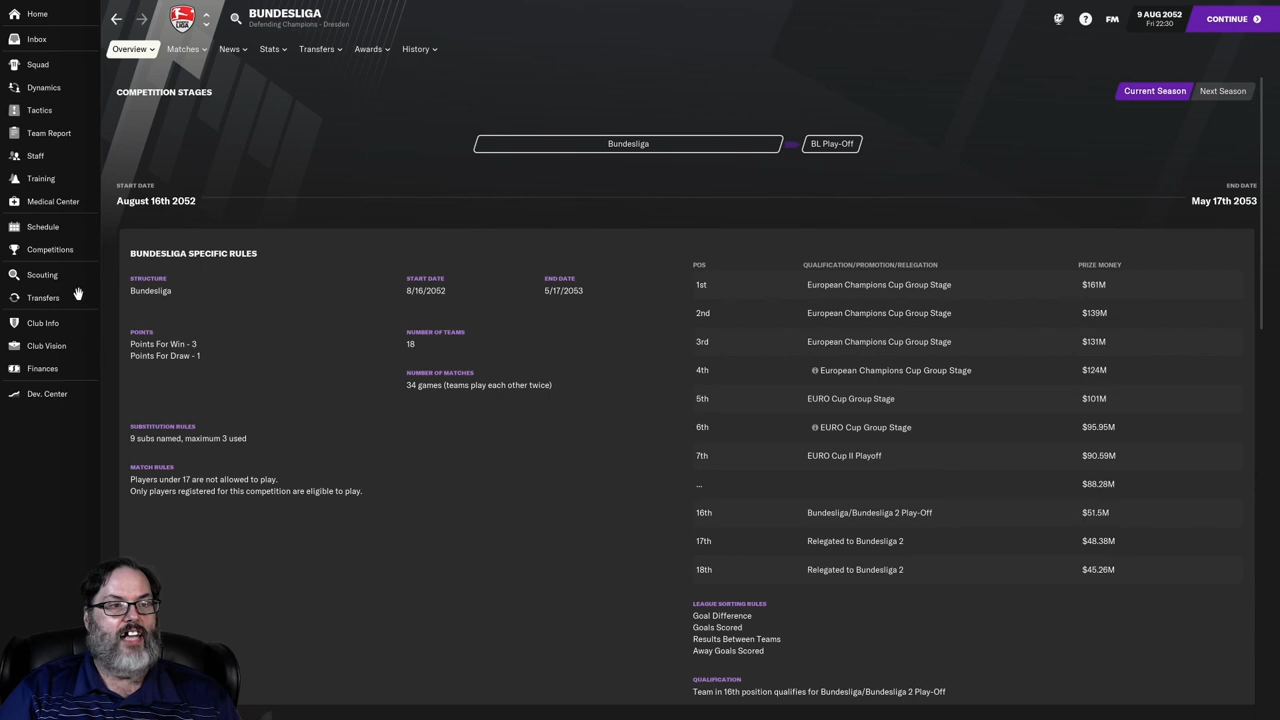 Home
Inbox
Squad
Dynamics
Tactics
Team Report
Staff
Training
Medical Center
Schedule
Competitions
Scouting
Transfers
Club Info
Club Vision
Finances
Dev. Center
BUNDESLIGA
Defending Champions - Dresden
FM
9 AUG 2052
Fri 22:30
CONTINUE
Overview
Matches
News
Stats
Transfers
Awards
History
COMPETITION STAGES
Current Season
Next Season
Bundesliga
BL Play-Off
START DATE
August 16th 2052
END DATE
May 17th 2053
BUNDESLIGA SPECIFIC RULES
STRUCTURE
Bundesliga
START DATE
8/16/2052
END DATE
5/17/2053
POINTS
Points For Win - 3
Points For Draw - 1
NUMBER OF TEAMS
18
NUMBER OF MATCHES
34 games (teams play each other twice)
SUBSTITUTION RULES
9 subs named, maximum 3 used
MATCH RULES
Players under 17 are not allowed to play.
Only players registered for this competition are eligible to play.
POS QUALIFICATION/PROMOTION/RELEGATION PRIZE MONEY
1st European Champions Cup Group Stage $161M
2nd European Champions Cup Group Stage $139M
3rd European Champions Cup Group Stage $131M
4th European Champions Cup Group Stage $124M
5th EURO Cup Group Stage $101M
6th EURO Cup Group Stage $95.95M
7th EURO Cup II Playoff $90.59M
... $88.28M
16th Bundesliga/Bundesliga 2 Play-Off $51.5M
17th Relegated to Bundesliga 2 $48.38M
18th Relegated to Bundesliga 2 $45.26M
LEAGUE SORTING RULES
Goal Difference
Goals Scored
Results Between Teams
Away Goals Scored
QUALIFICATION
Team in 16th position qualifies for Bundesliga/Bundesliga 2 Play-Off